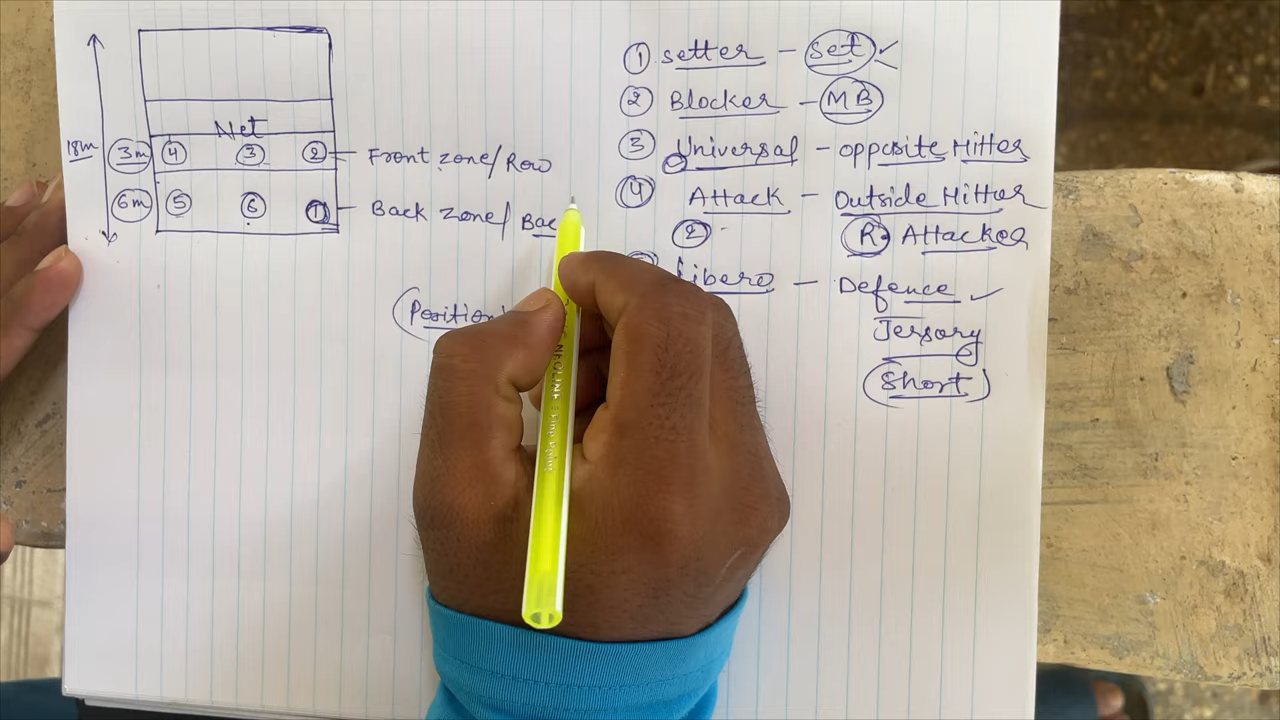 18m
Net
3m 4 3 2 Front zone/Row
6m 5 6 1 Back zone/ Bac
(Position
1 setter - Set ✓
2 Blocker - MB
3 Universal - opposite Hitter
4 Attack - Outside Hitter
2 R. Attacker
Libero - Defence ✓
Jersory
(Short)